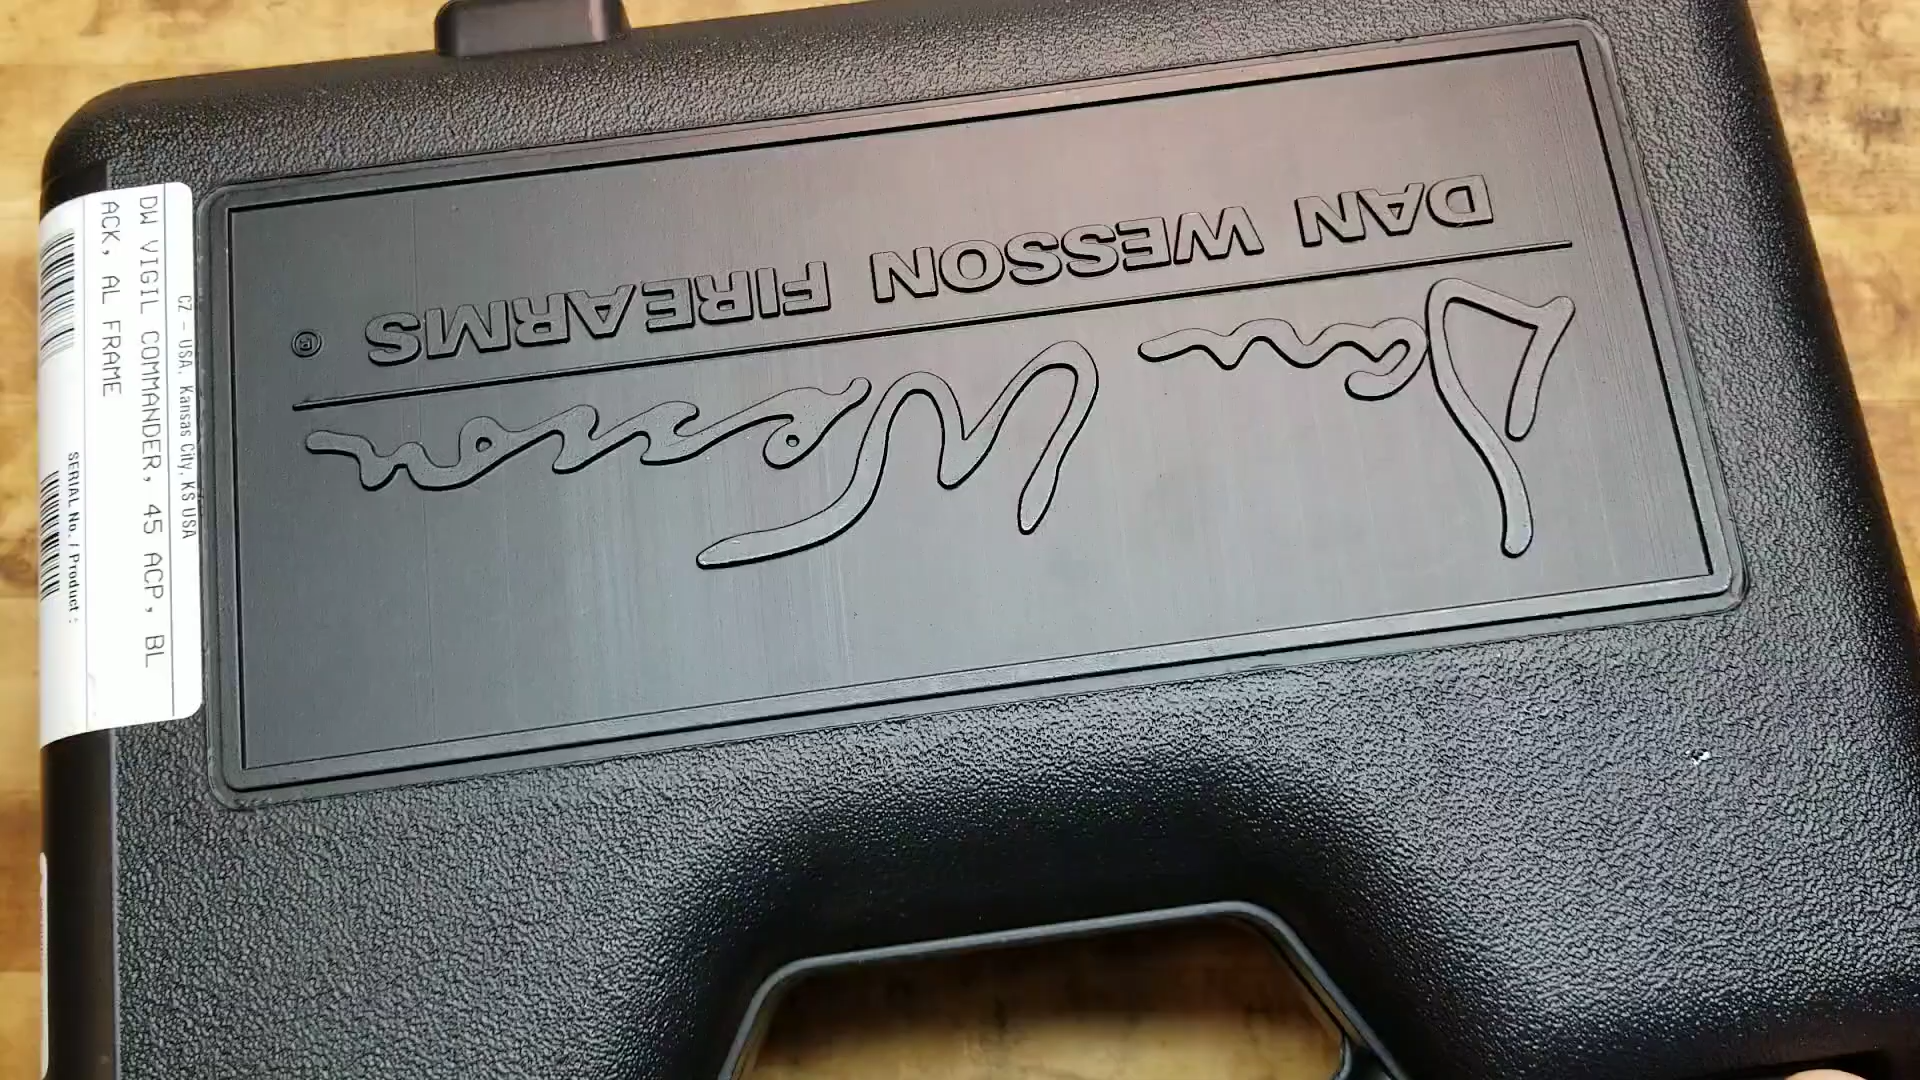 DAN WESSON FIREARMS ®
Dan Wesson
CZ - USA, Kansas City, KS USA
DW VIGIL COMMANDER, 45 ACP, BL
ACK, AL FRAME
SERIAL No. / Product :